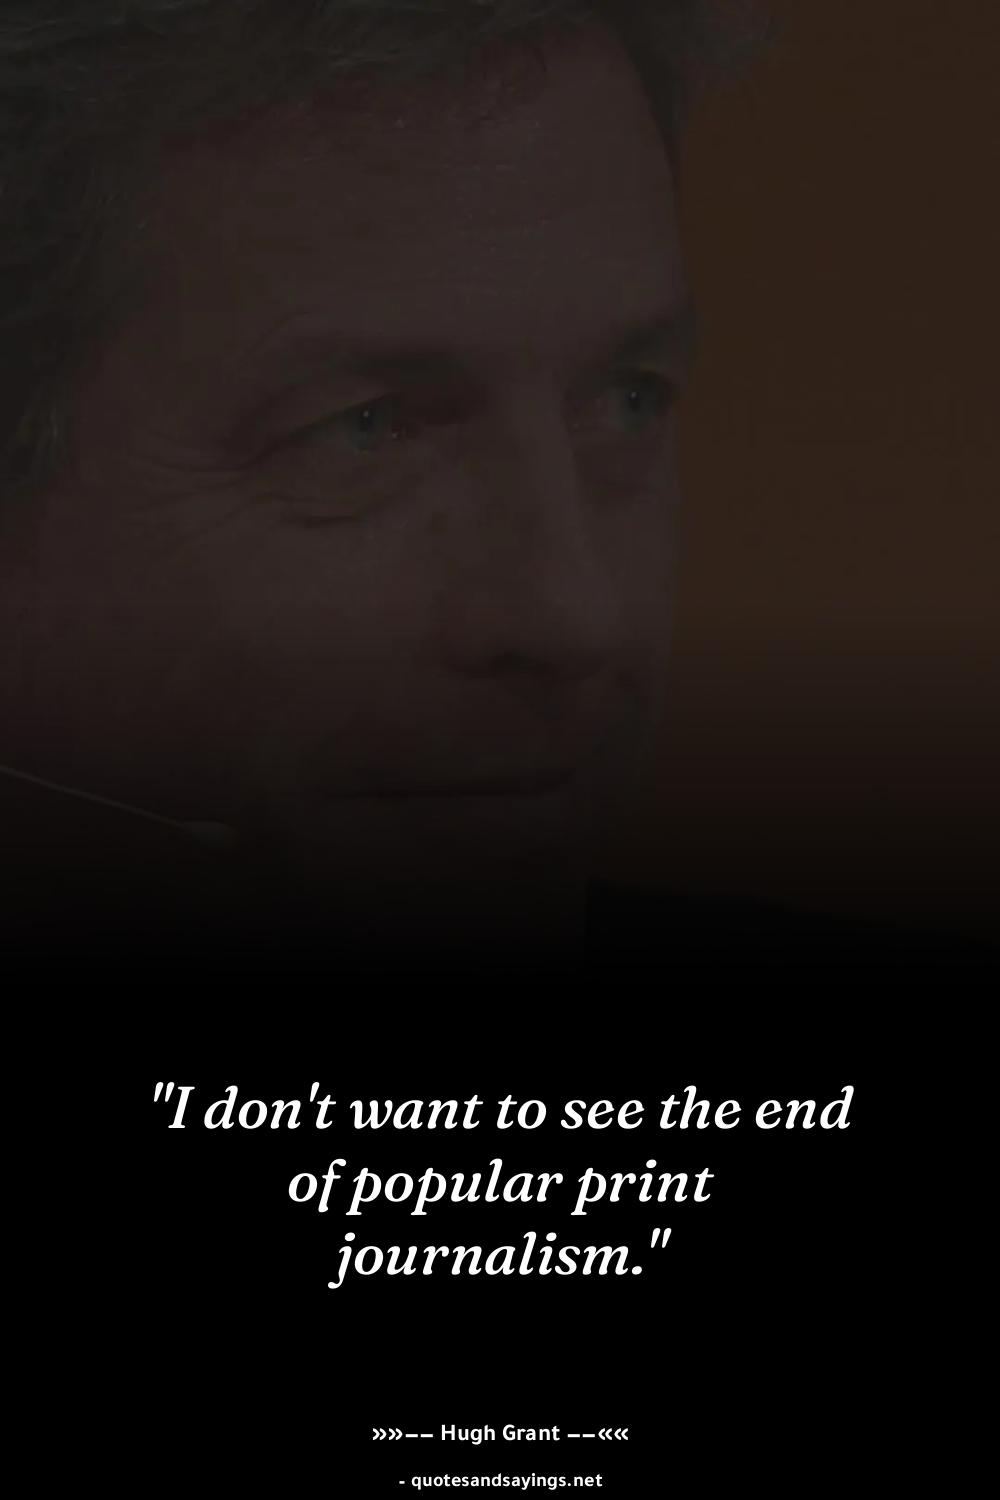 "I don't want to see the end
of popular print
journalism."
»»–– Hugh Grant ––««
- quotesandsayings.net